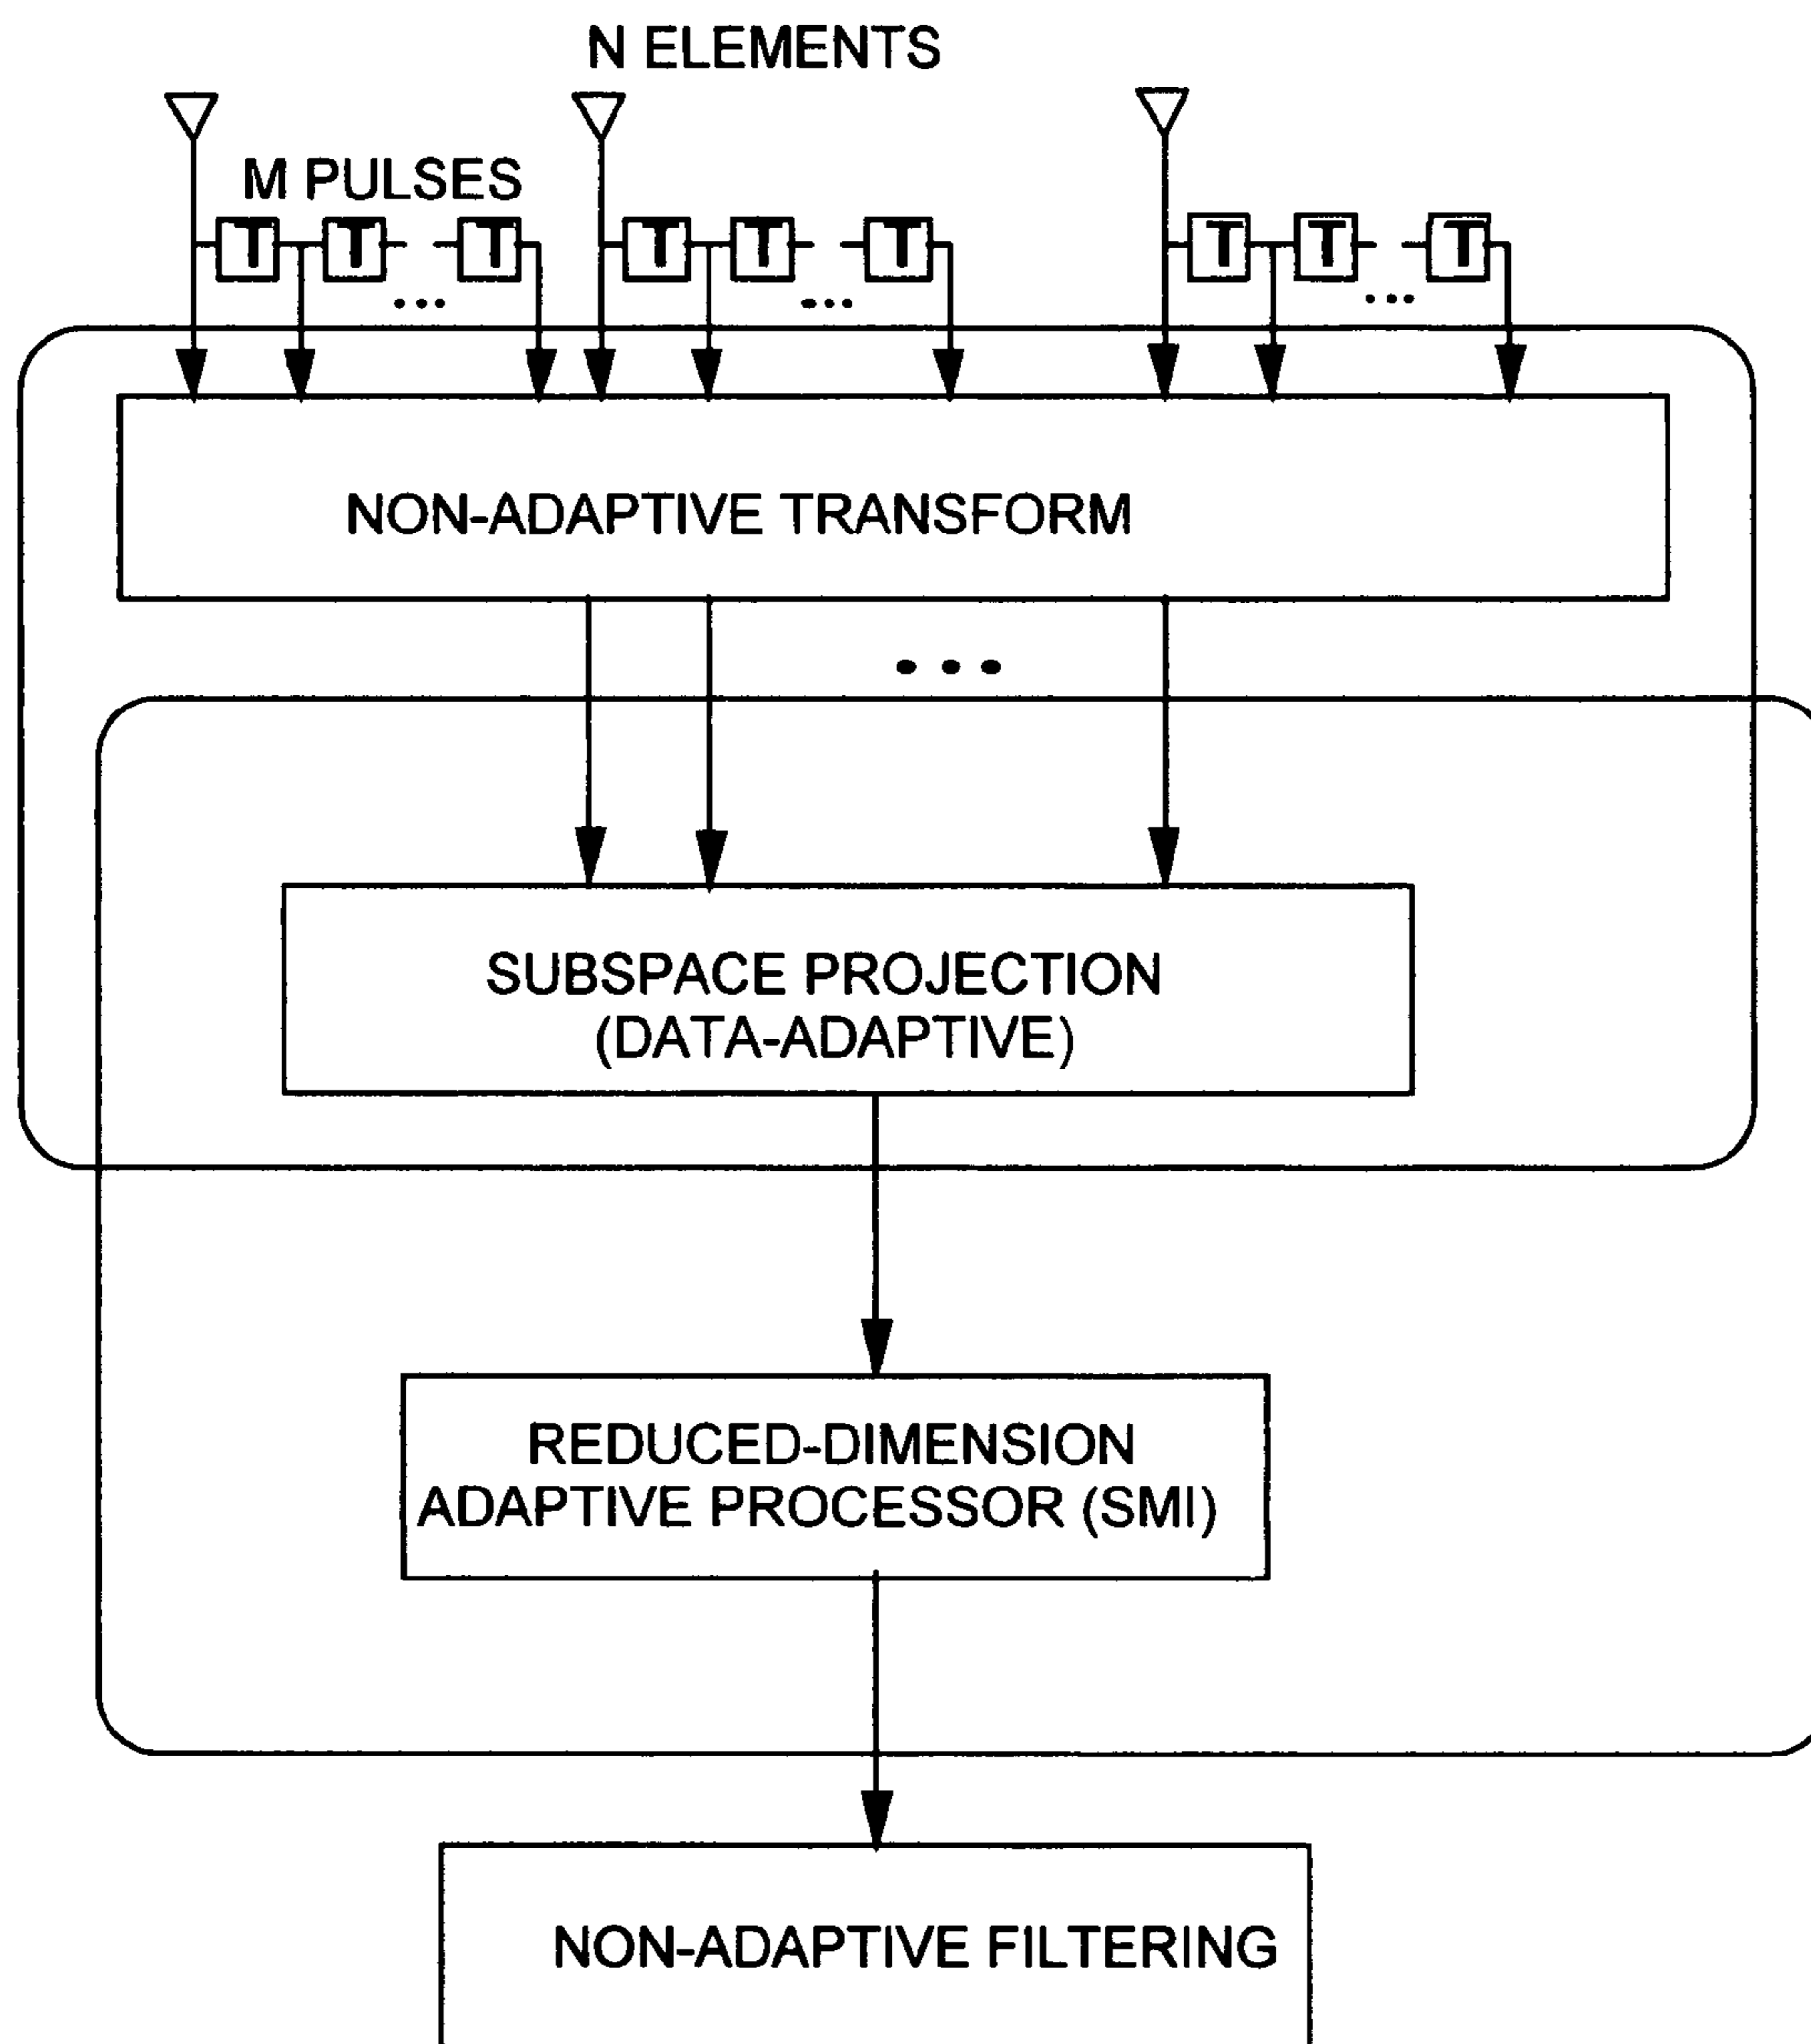 N ELEMENTS
M PULSES
T T T T T T T T T
...
...
...
NON-ADAPTIVE TRANSFORM
...
SUBSPACE PROJECTION
(DATA-ADAPTIVE)
REDUCED-DIMENSION
ADAPTIVE PROCESSOR (SMI)
NON-ADAPTIVE FILTERING